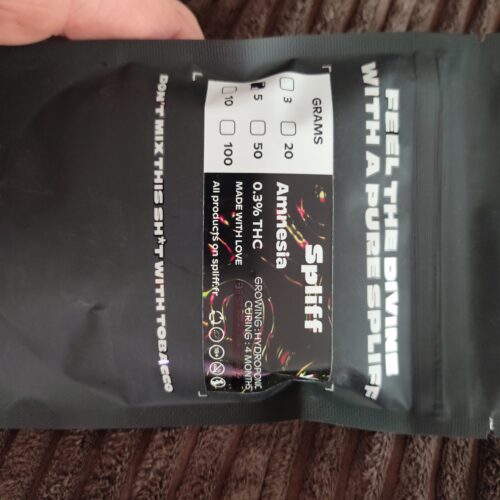 FEEL THE DIVINE
WITH A PURE SPLIFF
GRAMS
3
20
5
50
10
100
Spliff
Amnesia
0.3% THC
GROWING : HYDROPONIC
CURING : 4 MONTHS
MADE WITH LOVE
All products on spliff.fr
DON'T MIX THIS SH*T WITH TOBACCO